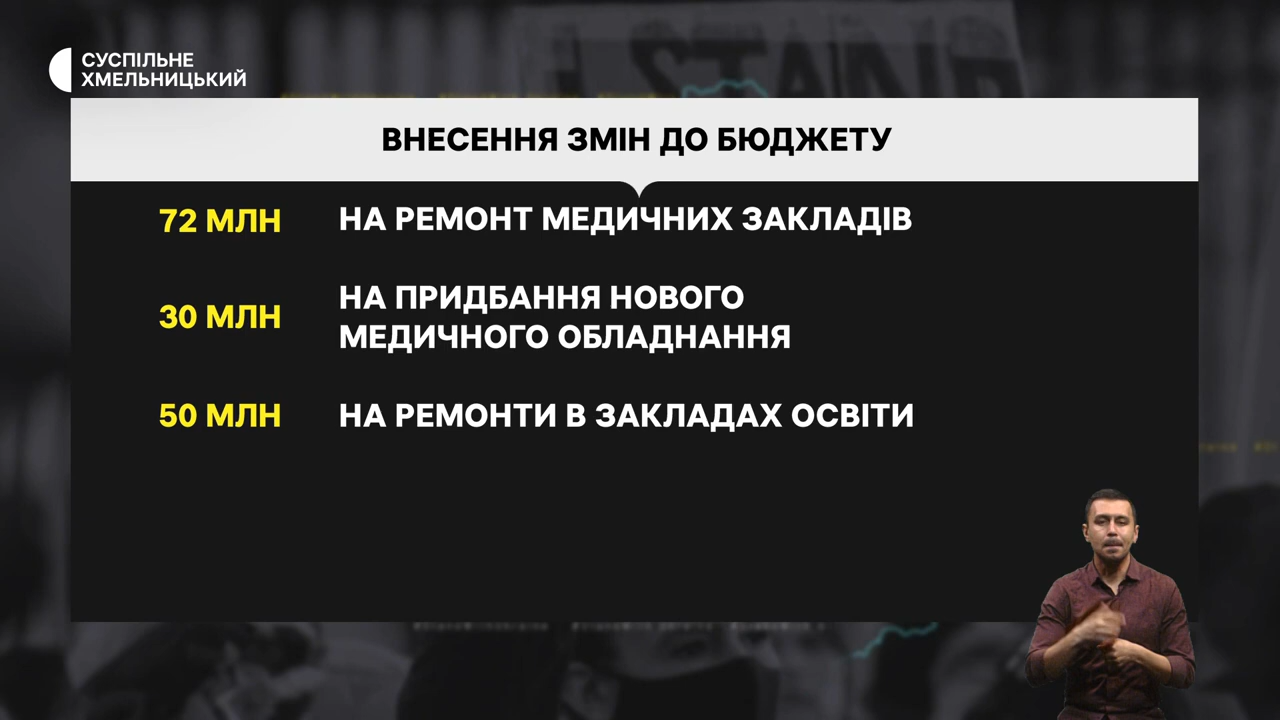 СУСПІЛЬНЕ
ХМЕЛЬНИЦЬКИЙ
STAND
ВНЕСЕННЯ ЗМІН ДО БЮДЖЕТУ
72 МЛН НА РЕМОНТ МЕДИЧНИХ ЗАКЛАДІВ
30 МЛН НА ПРИДБАННЯ НОВОГО
МЕДИЧНОГО ОБЛАДНАННЯ
50 МЛН НА РЕМОНТИ В ЗАКЛАДАХ ОСВІТИ